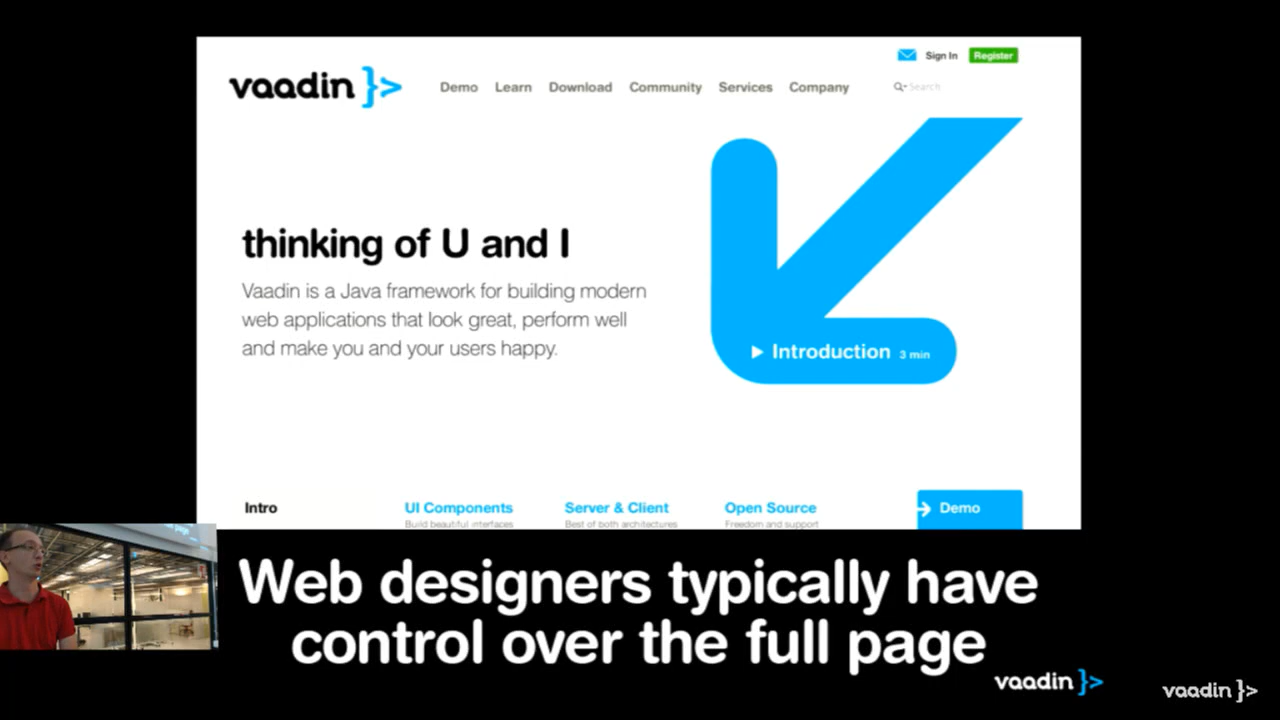 Sign In Register
vaadin }> Demo Learn Download Community Services Company Search
thinking of U and I
Vaadin is a Java framework for building modern
web applications that look great, perform well
and make you and your users happy.
Introduction 3 min
Intro UI Components Server & Client Open Source Demo
Build beautiful interfaces Best of both architectures Freedom and support
Web designers typically have
control over the full page
vaadin }>
vaadin }>